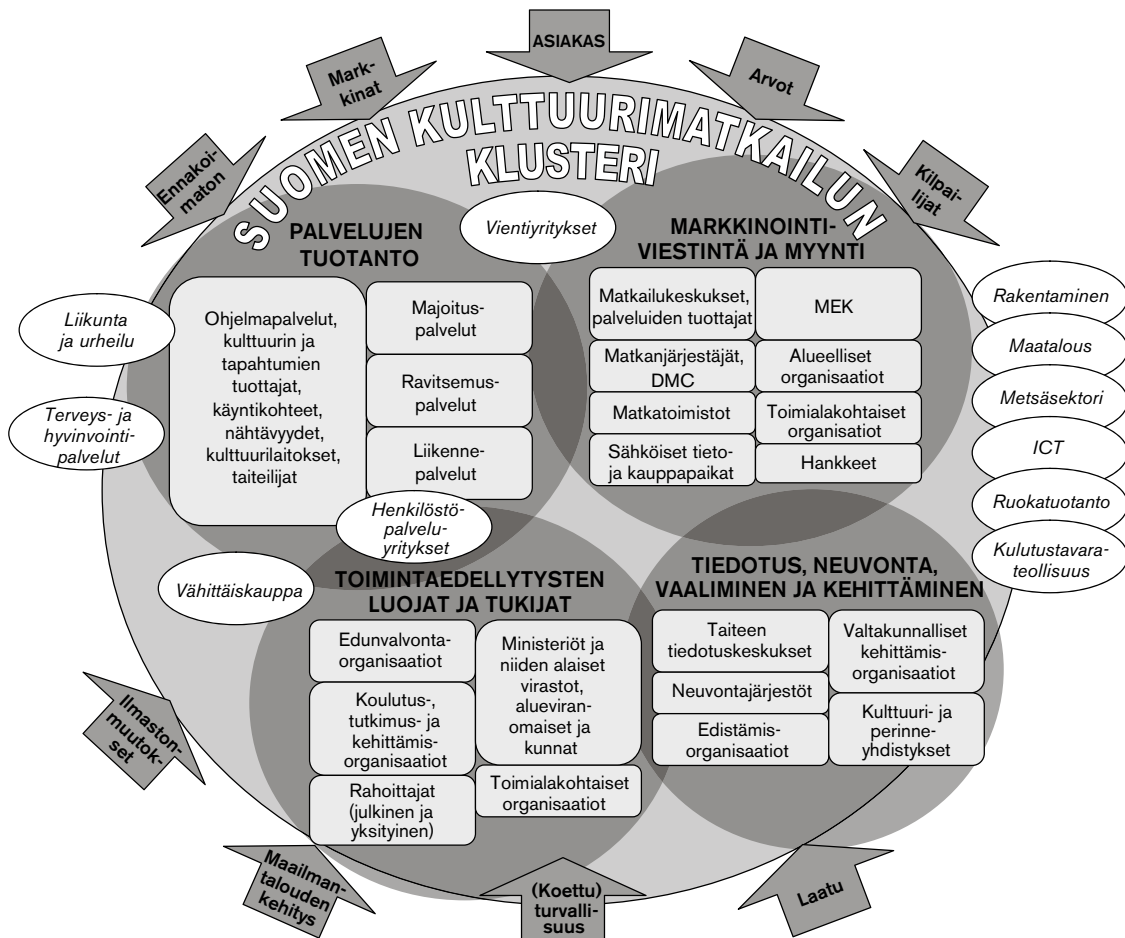 ASIAKAS
Mark-
kinat
Arvot
Ennakoi-
maton
Kilpai-
lijat
SUOMEN KULTTUURIMATKAILUN
KLUSTERI
Vientiyritykset
PALVELUJEN
TUOTANTO
Ohjelmapalvelut,
kulttuurin ja
tapahtumien
tuottajat,
käyntikohteet,
nähtävyydet,
kulttuurilaitokset,
taiteilijat
Majoitus-
palvelut
Ravitsemus-
palvelut
Liikenne-
palvelut
MARKKINOINTI-
VIESTINTÄ JA MYYNTI
Matkailukeskukset,
palveluiden tuottajat
MEK
Matkanjärjestäjät,
DMC
Alueelliset
organisaatiot
Matkatoimistot
Toimialakohtaiset
organisatiot
Sähköiset tieto-
ja kauppapaikat
Hankkeet
Liikunta
ja urheilu
Terveys- ja
hyvinvointi-
palvelut
Rakentaminen
Maatalous
Metsäsektori
ICT
Ruokatuotanto
Kulutustavara-
teollisuus
Henkilöstö-
palvelu-
yritykset
Vähittäiskauppa
TOIMINTAEDELLYTYSTEN
LUOJAT JA TUKIJAT
Edunvalvonta-
organisaatiot
Koulutus-,
tutkimus- ja
kehittämis-
organisaatiot
Rahoittajat
(julkinen ja
yksityinen)
Ministeriöt ja
niiden alaiset
virastot,
alueviran-
omaiset ja
kunnat
Toimialakohtaiset
organisaatiot
TIEDOTUS, NEUVONTA,
VAALIMINEN JA KEHITTÄMINEN
Taiteen
tiedotuskeskukset
Neuvontajärjestöt
Edistämis-
organisaatiot
Valtakunnalliset
kehittämis-
organisaatiot
Kulttuuri- ja
perinne-
yhdistykset
Ilmaston-
muutok-
set
Maailman-
talouden
kehitys
(Koettu)
turvalli-
suus
Laatu